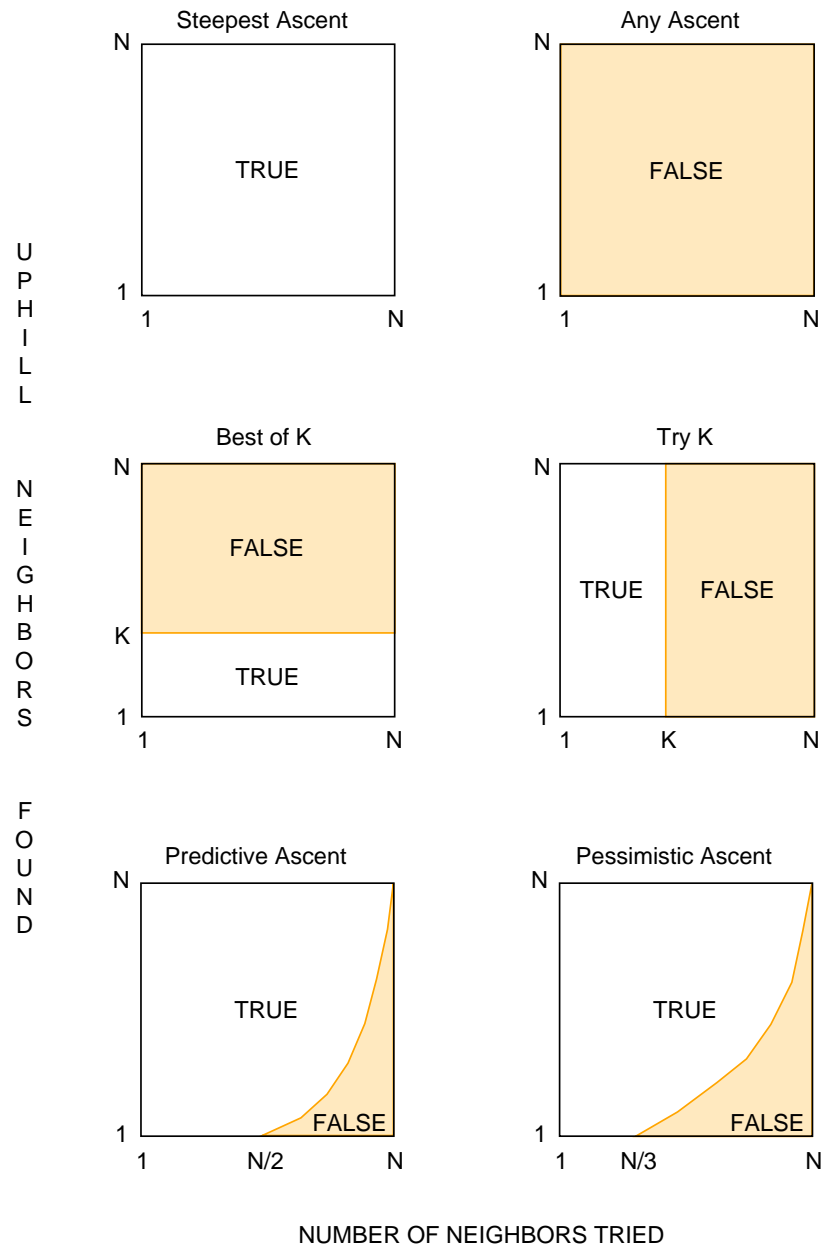 Steepest Ascent
N
TRUE
1
1 N
Any Ascent
N
FALSE
1
1 N
UPHILL
NEIGHBORS
FOUND
Best of K
N
FALSE
K
TRUE
1
1 N
Try K
N
TRUE FALSE
1
1 K N
Predictive Ascent
N
TRUE
FALSE
1
1 N/2 N
Pessimistic Ascent
N
TRUE
FALSE
1
1 N/3 N
NUMBER OF NEIGHBORS TRIED